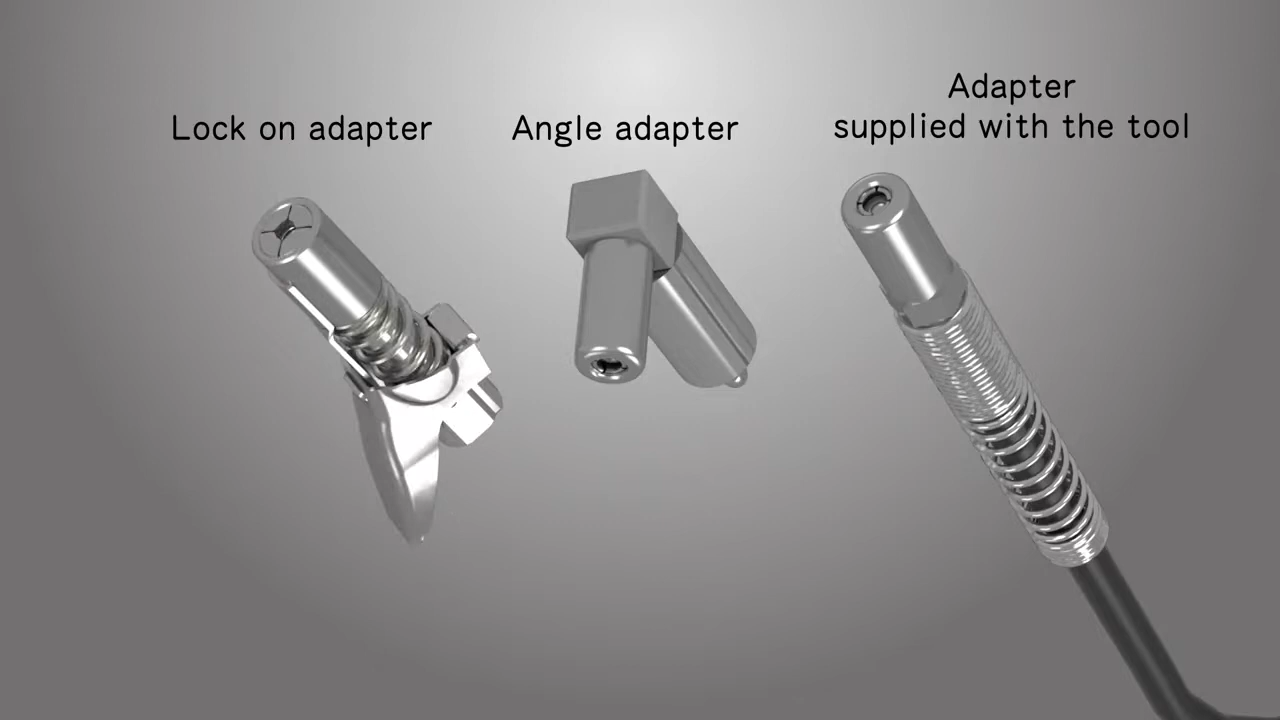 Lock on adapter
Angle adapter
Adapter
supplied with the tool